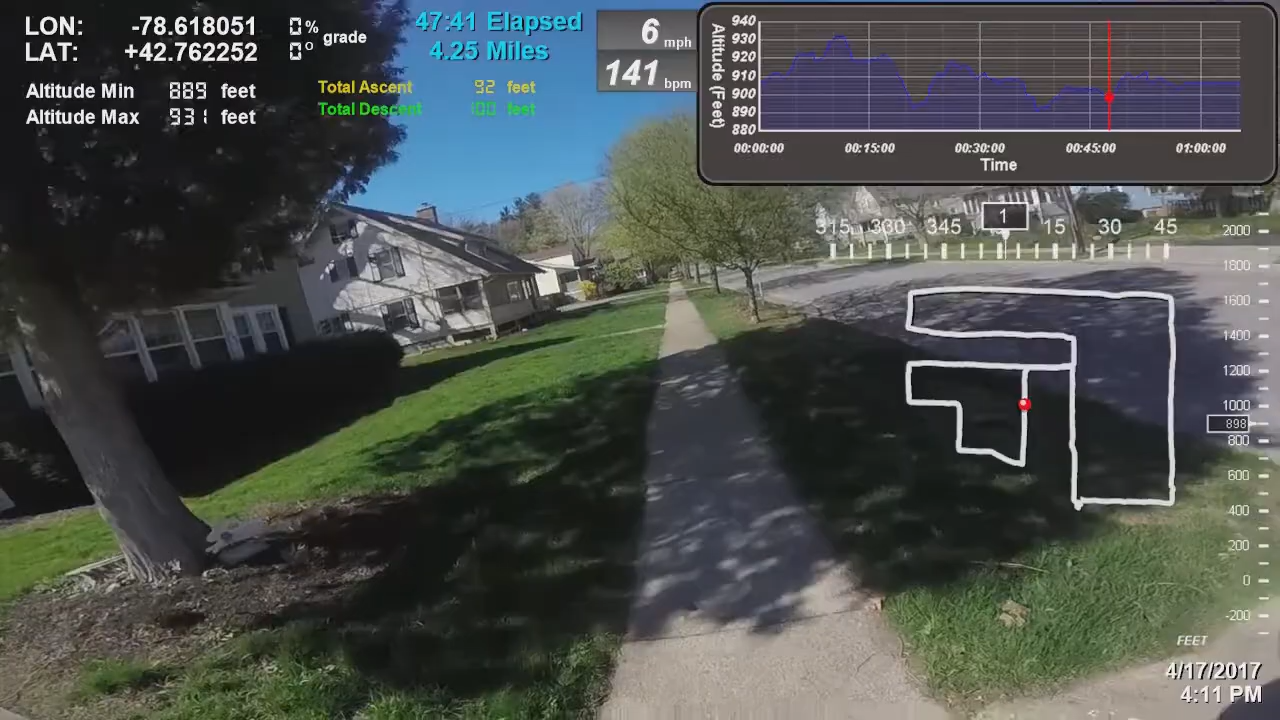 LON: -78.618051 0% grade
LAT: +42.762252 0°
Altitude Min 889 feet
Altitude Max 931 feet
47:41 Elapsed
4.25 Miles
Total Ascent 92 feet
Total Descent 100 feet
6 mph
141 bpm
Altitude (Feet)
940
930
920
910
900
890
880
00:00:00 00:15:00 00:30:00 00:45:00 01:00:00
Time
315 330 345 1 15 30 45
2000
1800
1600
1400
1200
1000
898
800
600
400
200
0
-200
FEET
4/17/2017
4:11 PM